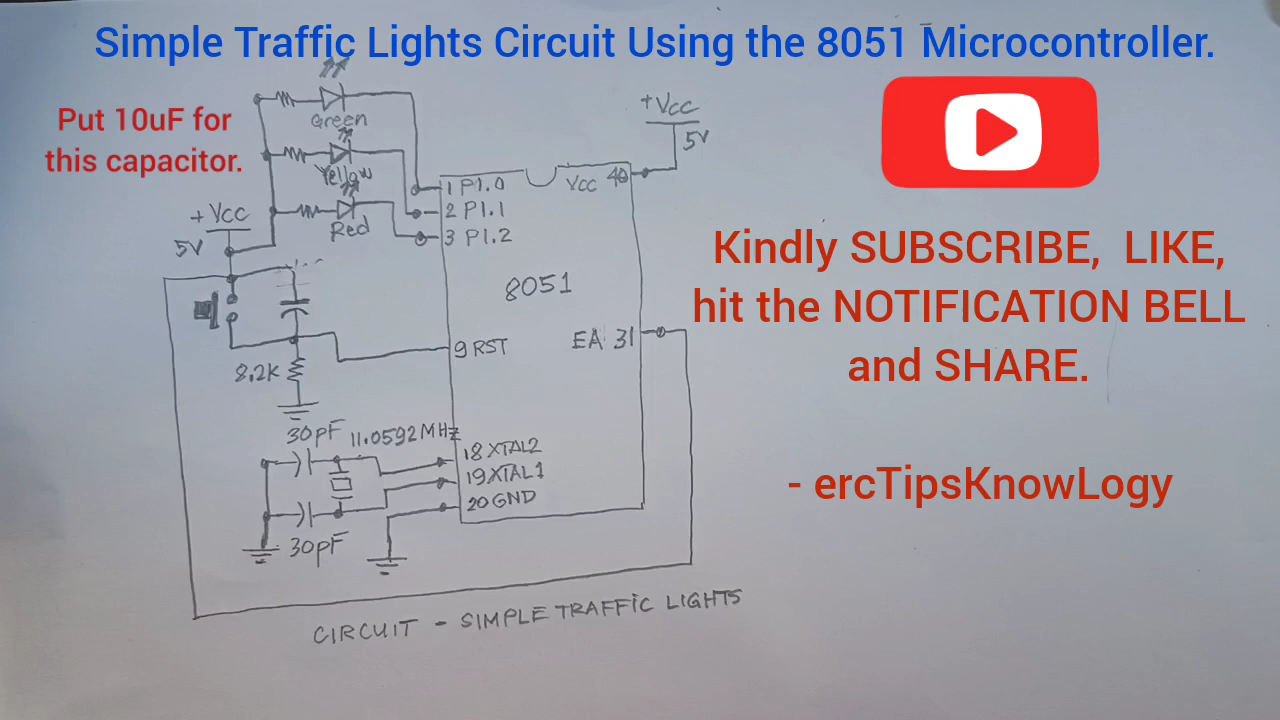 Simple Traffic Lights Circuit Using the 8051 Microcontroller.
Put 10uF for
this capacitor.
Green
Yellow
Red
+Vcc
5V
+Vcc
5V
1 P1.0
2 P1.1
3 P1.2
Vcc 40
8051
EA 31
9 RST
8.2K
30pF
11.0592MHz
18 XTAL2
19 XTAL1
20 GND
30pF
CIRCUIT - SIMPLE TRAFFIC LIGHTS
Kindly SUBSCRIBE, LIKE,
hit the NOTIFICATION BELL
and SHARE.
- ercTipsKnowLogy